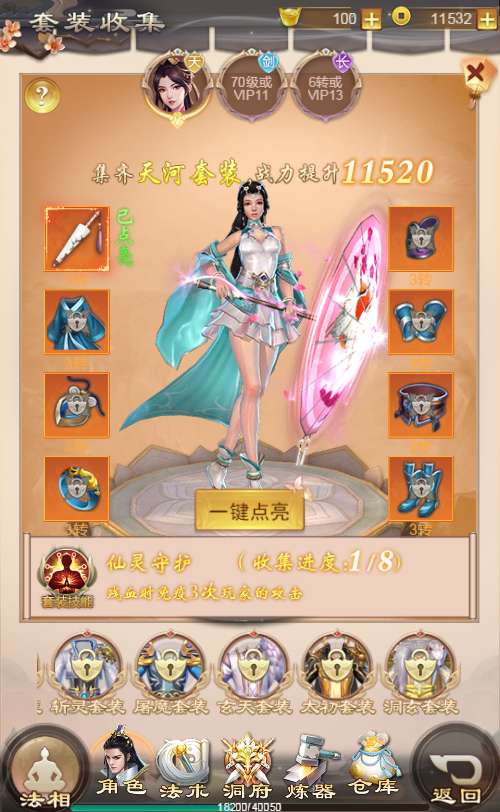 套装收集
100
11532
天
剑
长
70级或
VIP11
6转或
VIP13
?
集齐天河套装,战力提升11520
已点亮
3转
3转
3转
一键点亮
仙灵守护 (收集进度:1/8)
残血时免疫3次玩家的攻击
套装技能
斩灵套装
屠魔套装
玄天套装
太初套装
洞玄套装
法相
角色
法术
洞府
炼器
仓库
返回
18200/40050